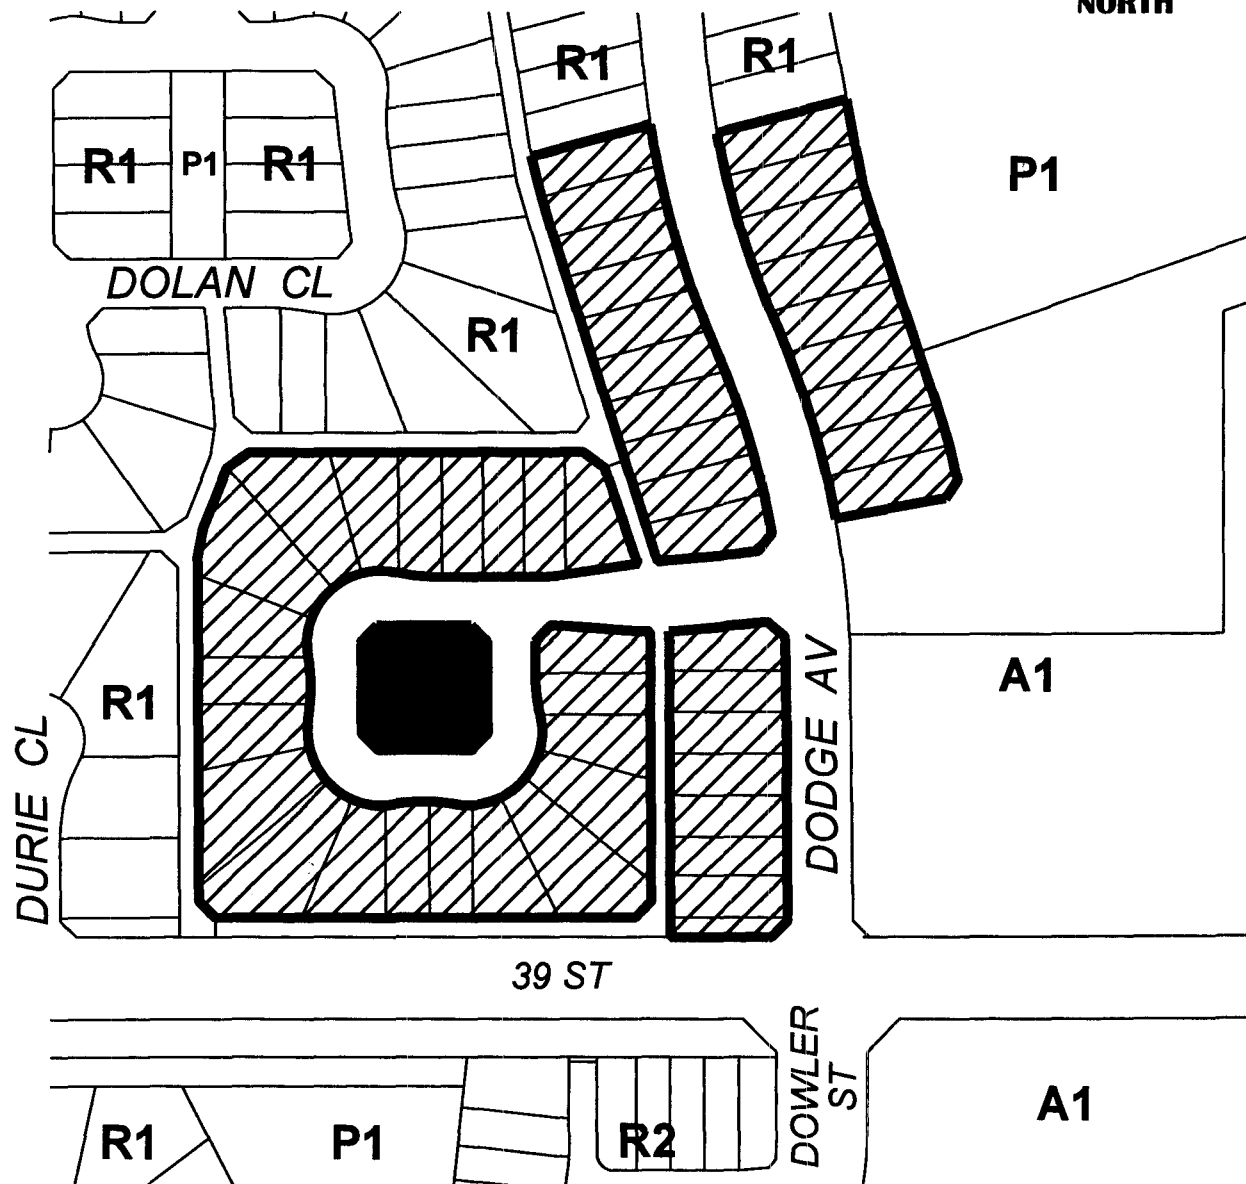 NORTH
R1
R1
R1
P1
R1
P1
DOLAN CL
R1
R1
A1
DURIE CL
DODGE AV
39 ST
DOWLER
ST
A1
R1
P1
R2